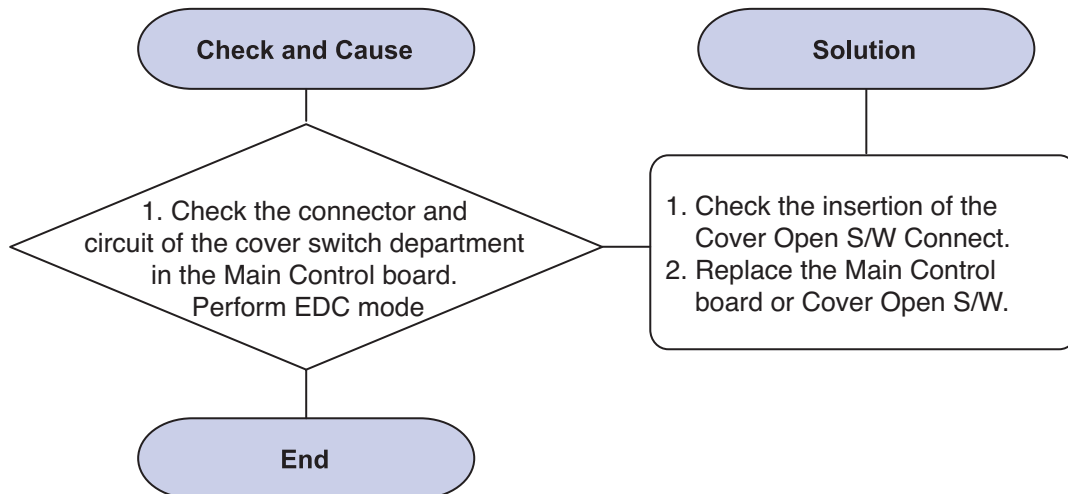 Check and Cause
Solution
1. Check the connector and
circuit of the cover switch department
in the Main Control board.
Perform EDC mode
1. Check the insertion of the
Cover Open S/W Connect.
2. Replace the Main Control
board or Cover Open S/W.
End